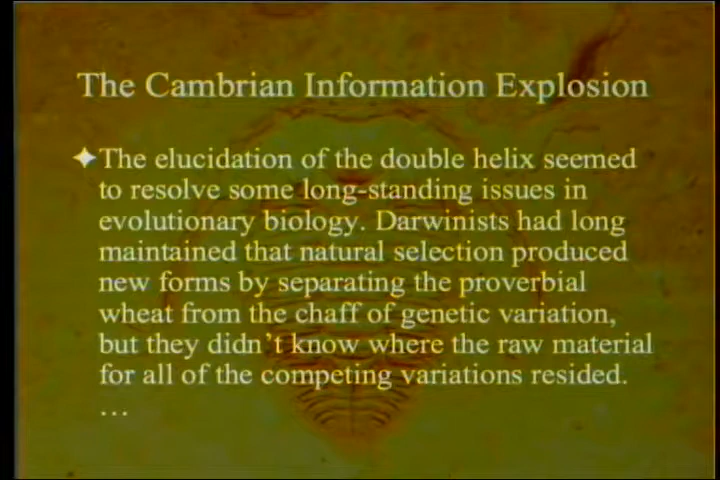 The Cambrian Information Explosion
The elucidation of the double helix seemed
to resolve some long-standing issues in
evolutionary biology. Darwinists had long
maintained that natural selection produced
new forms by separating the proverbial
wheat from the chaff of genetic variation,
but they didn't know where the raw material
for all of the competing variations resided.
…